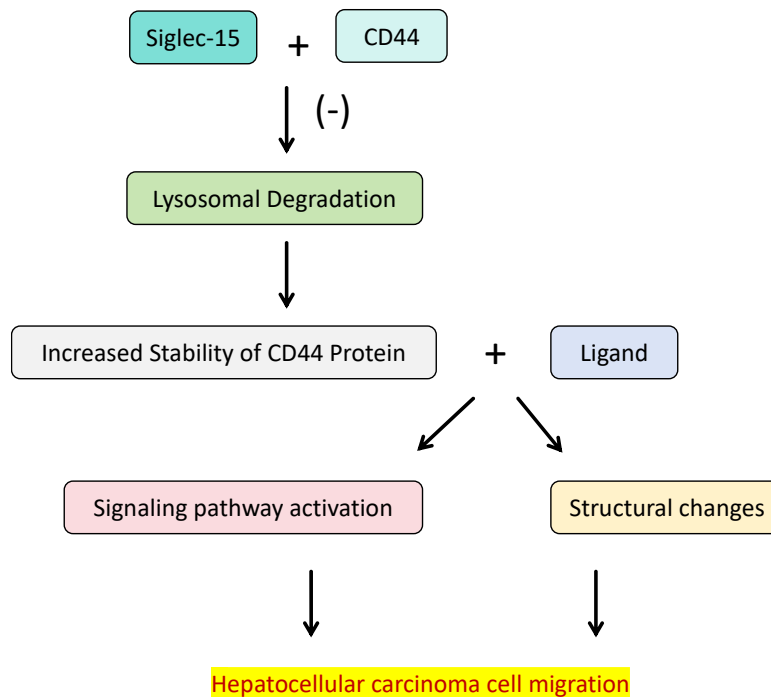 Siglec-15 + CD44
(-)
Lysosomal Degradation
Increased Stability of CD44 Protein + Ligand
Signaling pathway activation
Structural changes
Hepatocellular carcinoma cell migration